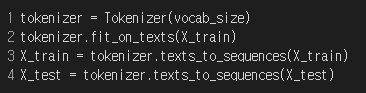 1 tokenizer = Tokenizer(vocab_size)
2 tokenizer.fit_on_texts(X_train)
3 X_train = tokenizer.texts_to_sequences(X_train)
4 X_test = tokenizer.texts_to_sequences(X_test)